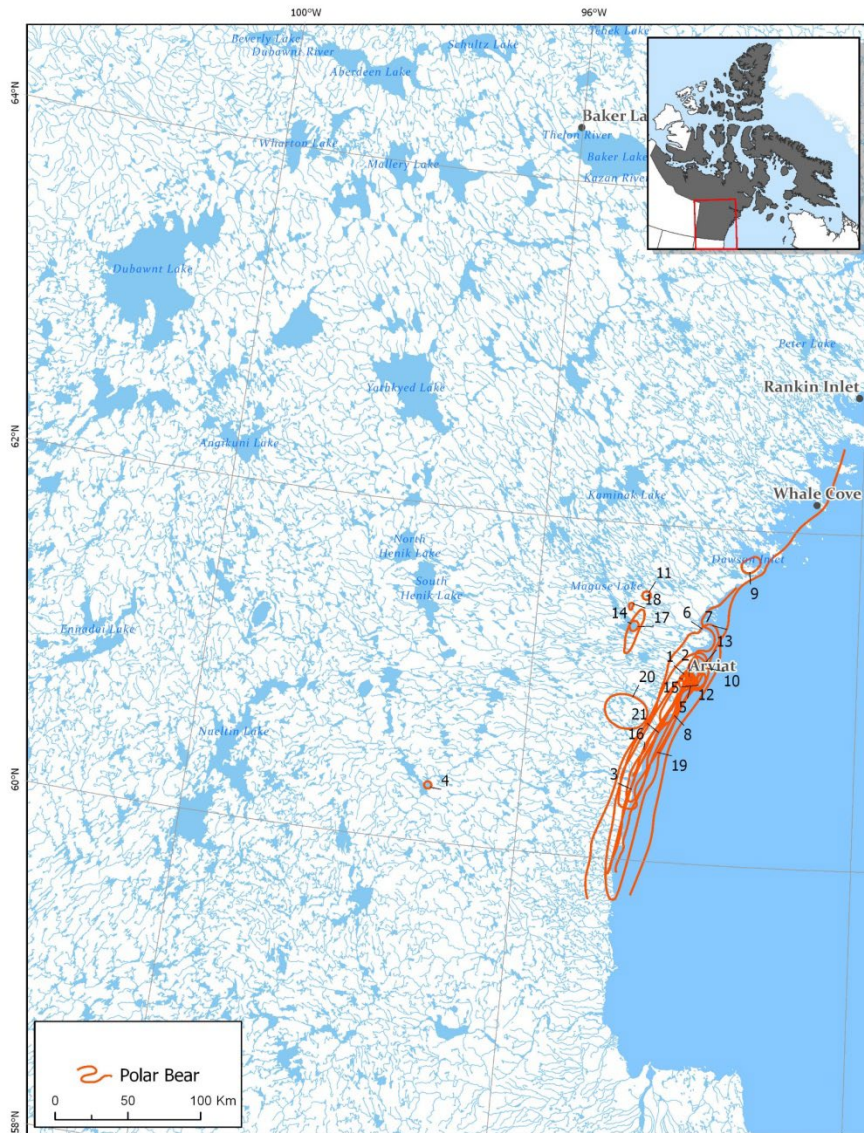 100°W
96°W
64°N
62°N
60°N
58°N
Beverly Lake
Dubawnt River
Aberdeen Lake
Schultz Lake
Tehek Lake
Baker La
Thelon River
Baker Lake
Kazan River
Wharton Lake
Mallery Lake
Dubawnt Lake
Yathkyed Lake
Angikuni Lake
Peter Lake
Rankin Inlet
Whale Cove
Kaminak Lake
North
Henik Lake
South
Henik Lake
Dawson Inlet
Maguse Lake
Ennadai Lake
Nueltin Lake
Arviat
11
18
14
17
9
6
7
13
1
2
10
15
12
5
20
21
16
8
19
3
4
Polar Bear
0
50
100 Km